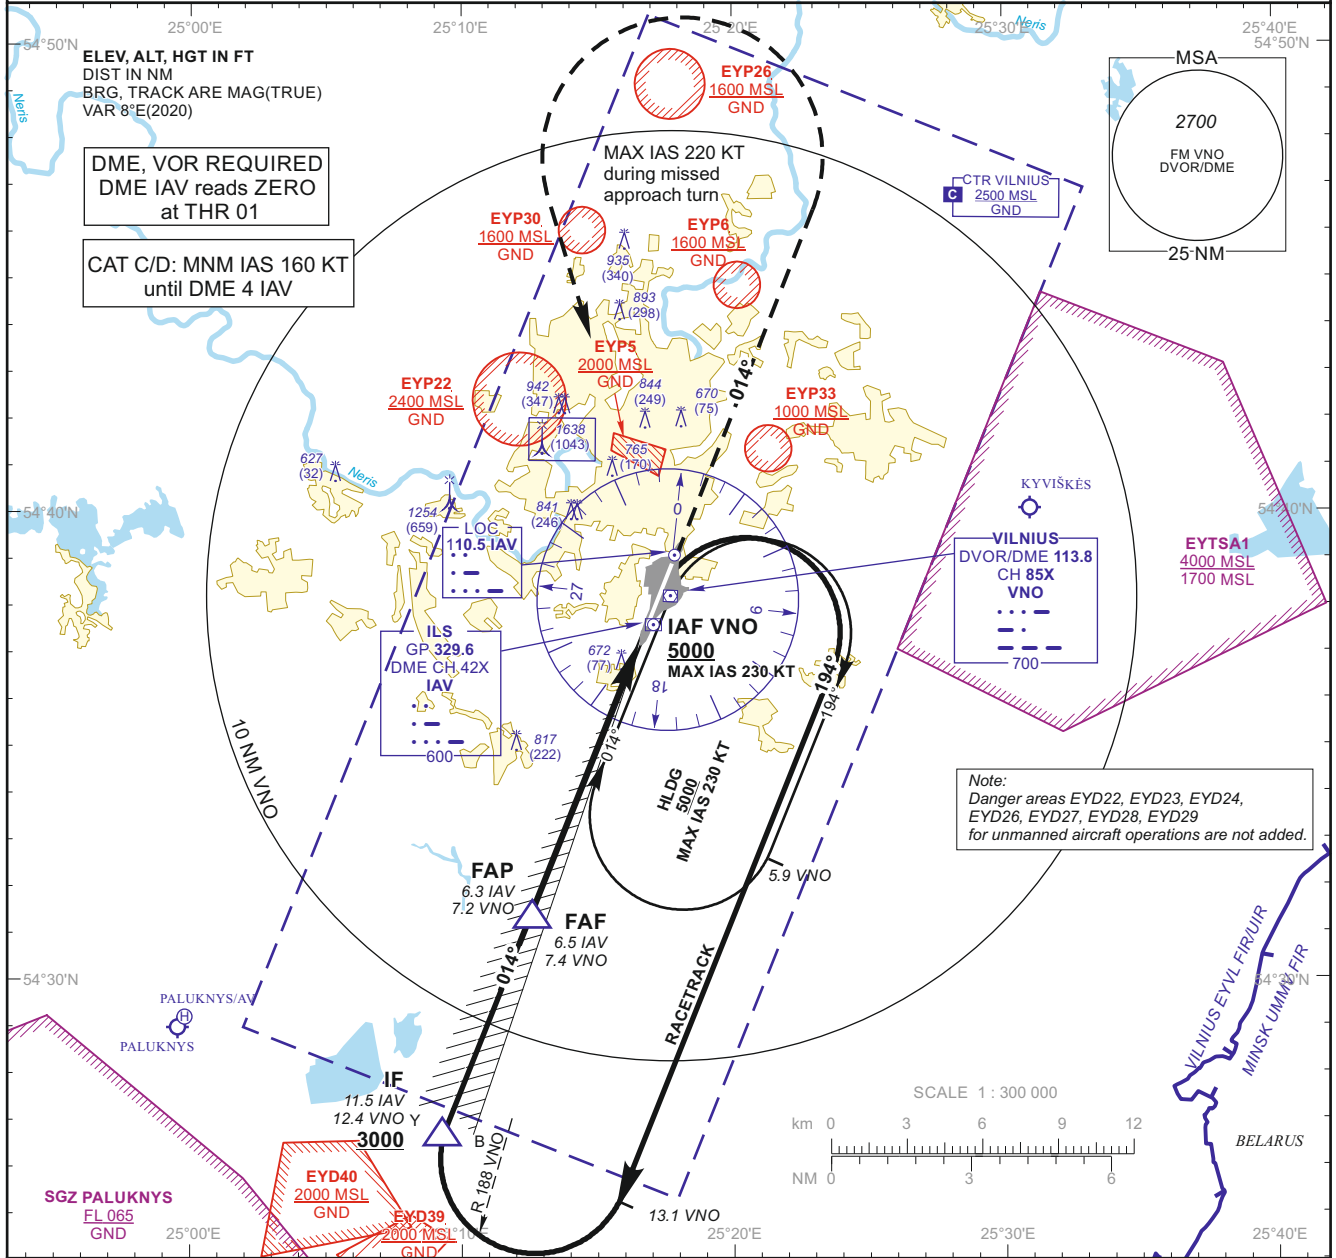 25°00'E
25°10'E
25°20'E
25°30'E
25°40'E
54°50'N
54°50'N
Neris
Neris
ELEV, ALT, HGT IN FT
DIST IN NM
BRG, TRACK ARE MAG(TRUE)
VAR 8°E(2020)
DME, VOR REQUIRED
DME IAV reads ZERO
at THR 01
CAT C/D: MNM IAS 160 KT
until DME 4 IAV
MSA
2700
FM VNO
DVOR/DME
25 NM
EYP26
1600 MSL
GND
MAX IAS 220 KT
during missed
approach turn
C
CTR VILNIUS
2500 MSL
GND
EYP30
1600 MSL
GND
EYP6
1600 MSL
GND
935
(340)
893
(298)
EYP5
2000 MSL
GND
EYP22
2400 MSL
GND
942
(347)
844
(249)
670
(75)
014°
EYP33
1000 MSL
GND
1638
(1043)
765
(170)
627
(32)
Neris
1254
(659)
841
(246)
54°40'N
54°40'N
KYVIŠKĖS
LOC
110.5 IAV
0
27
9
18
VILNIUS
DVOR/DME 113.8
CH 85X
VNO
700
EYTSA1
4000 MSL
1700 MSL
ILS
GP 329.6
DME CH 42X
IAV
600
IAF VNO
5000
MAX IAS 230 KT
672
(77)
817
(222)
014°
194°
194°
10 NM VNO
HLDG
5000
MAX IAS 230 KT
Note:
Danger areas EYD22, EYD23, EYD24,
EYD26, EYD27, EYD28, EYD29
for unmanned aircraft operations are not added.
5.9 VNO
FAP
6.3 IAV
7.2 VNO
FAF
6.5 IAV
7.4 VNO
014°
RACETRACK
54°30'N
54°30'N
VILNIUS EYVL FIR/UIR
MINSK UMMV FIR
PALUKNYS/AV
H
PALUKNYS
IF
11.5 IAV
12.4 VNO
3000
Y
B
R 188 VNO
13.1 VNO
SCALE 1 : 300 000
km 0 3 6 9 12
NM 0 3 6
BELARUS
EYD40
2000 MSL
GND
EYD39
2000 MSL
GND
SGZ PALUKNYS
FL 065
GND
25°00'E
25°10'E
25°20'E
25°30'E
25°40'E